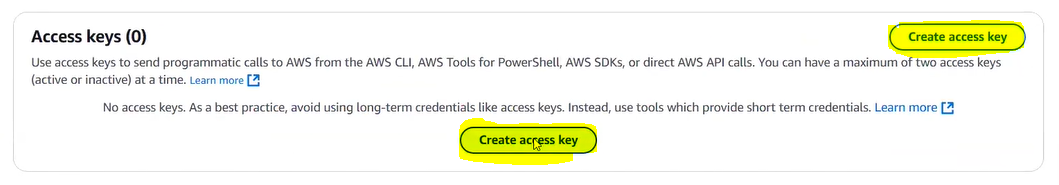 Access keys (0)
Create access key
Use access keys to send programmatic calls to AWS from the AWS CLI, AWS Tools for PowerShell, AWS SDKs, or direct AWS API calls. You can have a maximum of two access keys
(active or inactive) at a time. Learn more
No access keys. As a best practice, avoid using long-term credentials like access keys. Instead, use tools which provide short term credentials. Learn more
Create access key